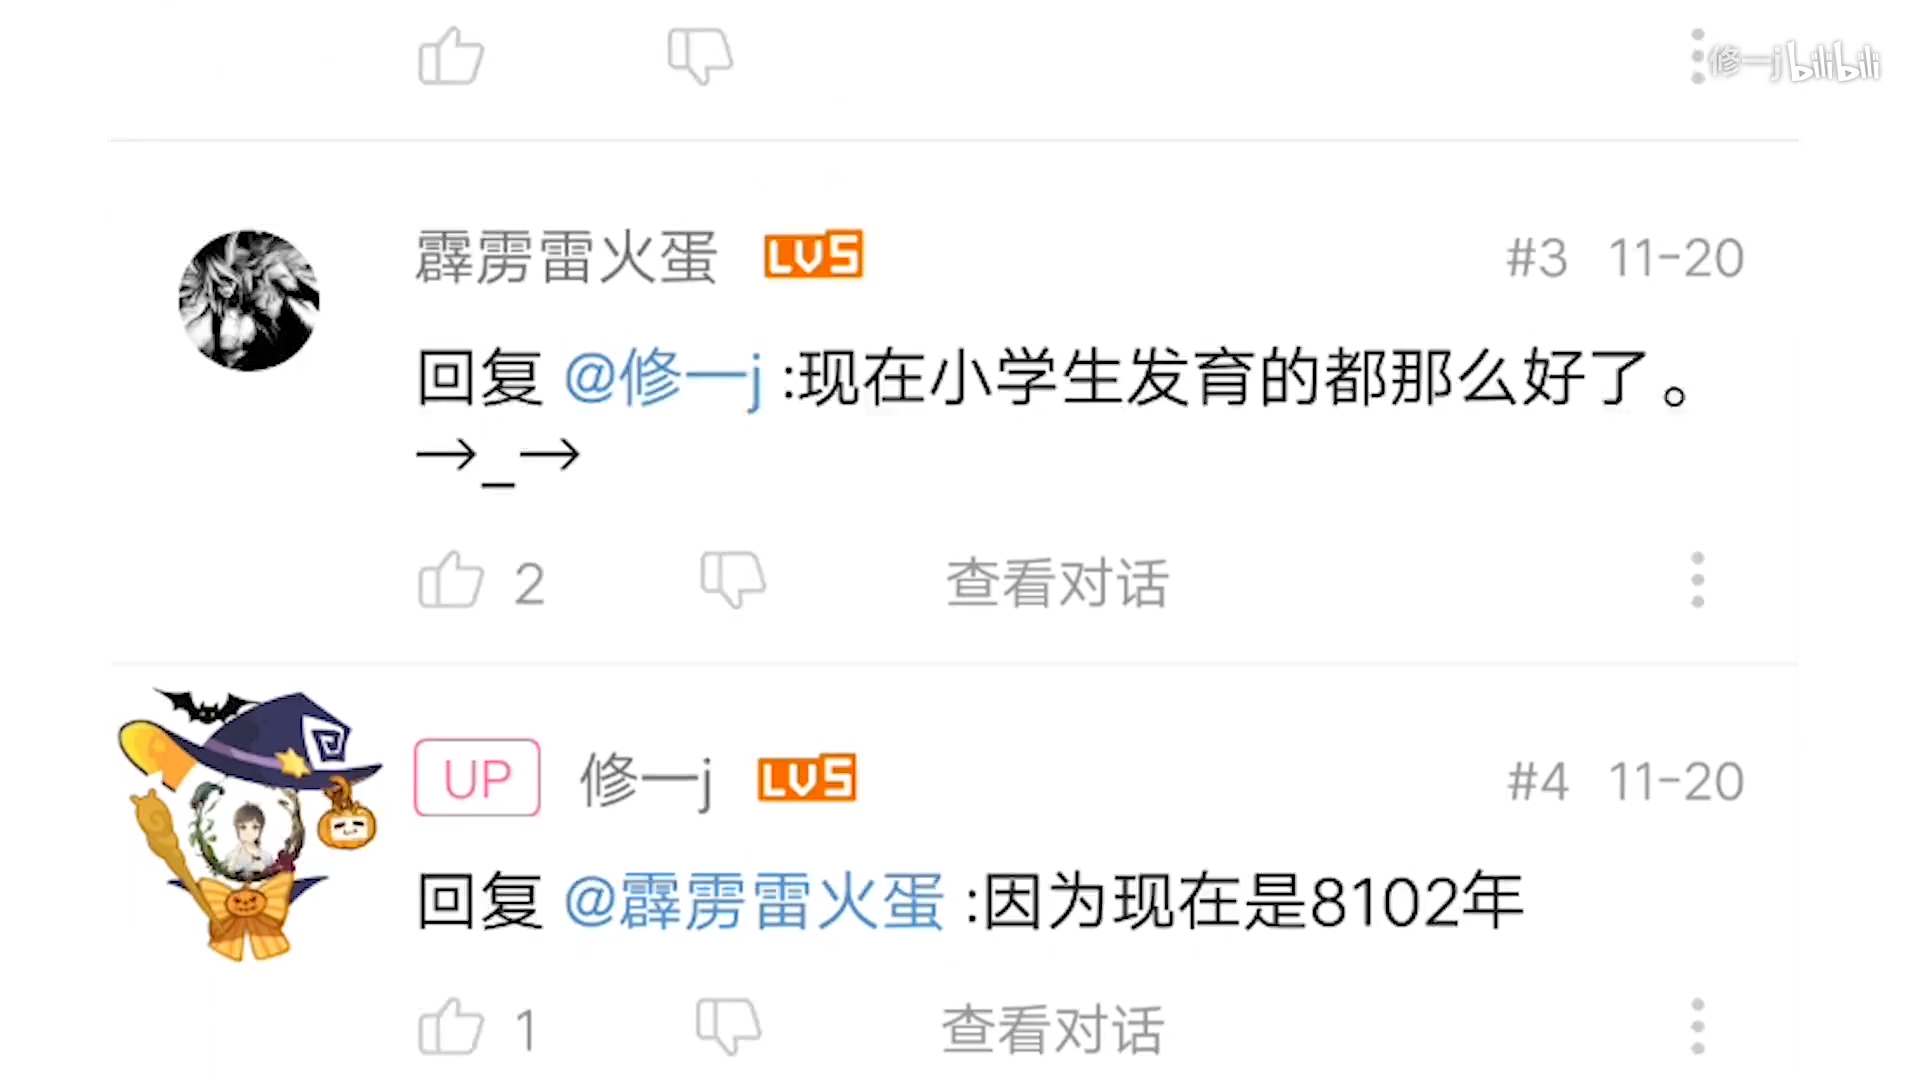 修一j bilibili
霹雳雷火蛋 LV5 #3 11-20
回复 @修一j :现在小学生发育的都那么好了。
→_→
2 查看对话
UP 修一j LV5 #4 11-20
回复 @霹雳雷火蛋 :因为现在是8102年
1 查看对话